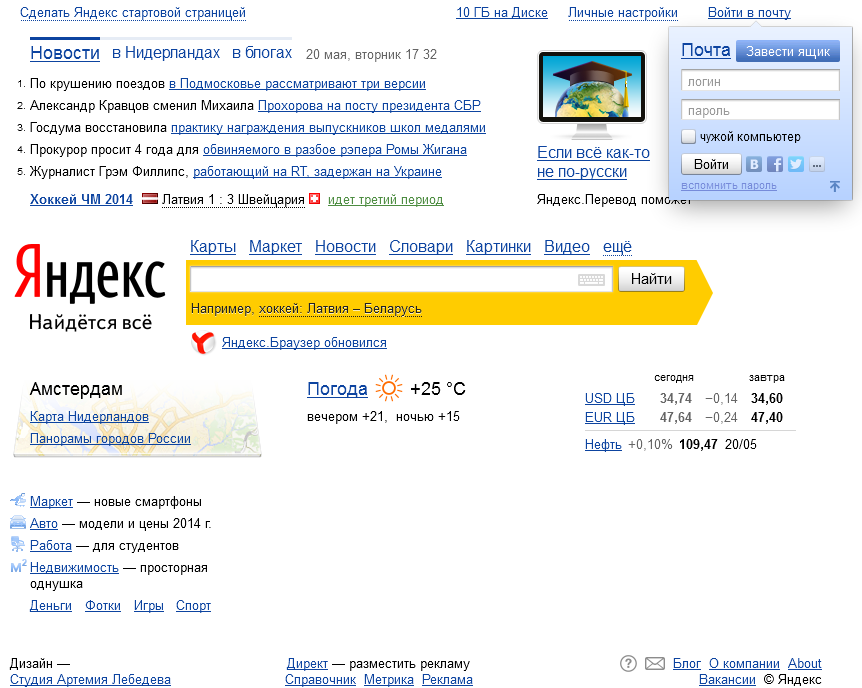 Сделать Яндекс стартовой страницей
10 ГБ на Диске Личные настройки Войти в почту
Новости в Нидерландах в блогах 20 мая, вторник 17 32
1. По крушению поездов в Подмосковье рассматривают три версии
2. Александр Кравцов сменил Михаила Прохорова на посту президента СБР
3. Госдума восстановила практику награждения выпускников школ медалями
4. Прокурор просит 4 года для обвиняемого в разбое рэпера Ромы Жигана
5. Журналист Грэм Филлипс, работающий на RT, задержан на Украине
Хоккей ЧМ 2014 Латвия 1 : 3 Швейцария идет третий период
Если всё как-то
не по-русски
Яндекс.Перевод поможет
Почта Завести ящик
логин
пароль
чужой компьютер
Войти
вспомнить пароль
Карты Маркет Новости Словари Картинки Видео ещё
Яндекс
Найдётся всё
Найти
Например, хоккей: Латвия – Беларусь
Яндекс.Браузер обновился
Амстердам
Карта Нидерландов
Панорамы городов России
Погода +25 °C
вечером +21, ночью +15
сегодня завтра
USD ЦБ 34,74 −0,14 34,60
EUR ЦБ 47,64 −0,24 47,40
Нефть +0,10% 109,47 20/05
Маркет — новые смартфоны
Авто — модели и цены 2014 г.
Работа — для студентов
м² Недвижимость — просторная
однушка
Деньги Фотки Игры Спорт
Дизайн —
Студия Артемия Лебедева
Директ — разместить рекламу
Справочник Метрика Реклама
Блог О компании About
Вакансии © Яндекс